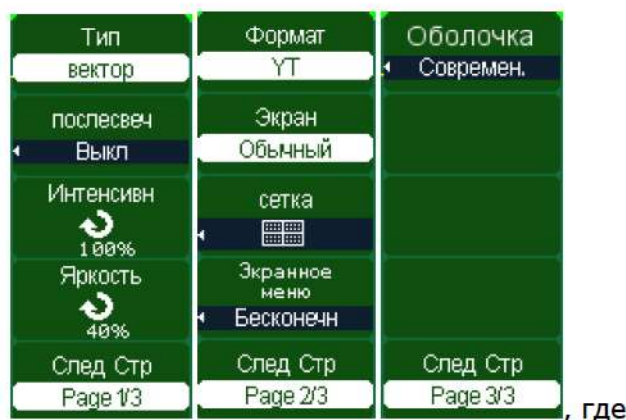 Тип
вектор
послесвеч
Выкл
Интенсивн
100%
Яркость
40%
След Стр
Page 1/3
Формат
YT
Экран
Обычный
сетка
Экранное
меню
Бесконечн
След Стр
Page 2/3
Оболочка
Современ.
След Стр
Page 3/3
, где